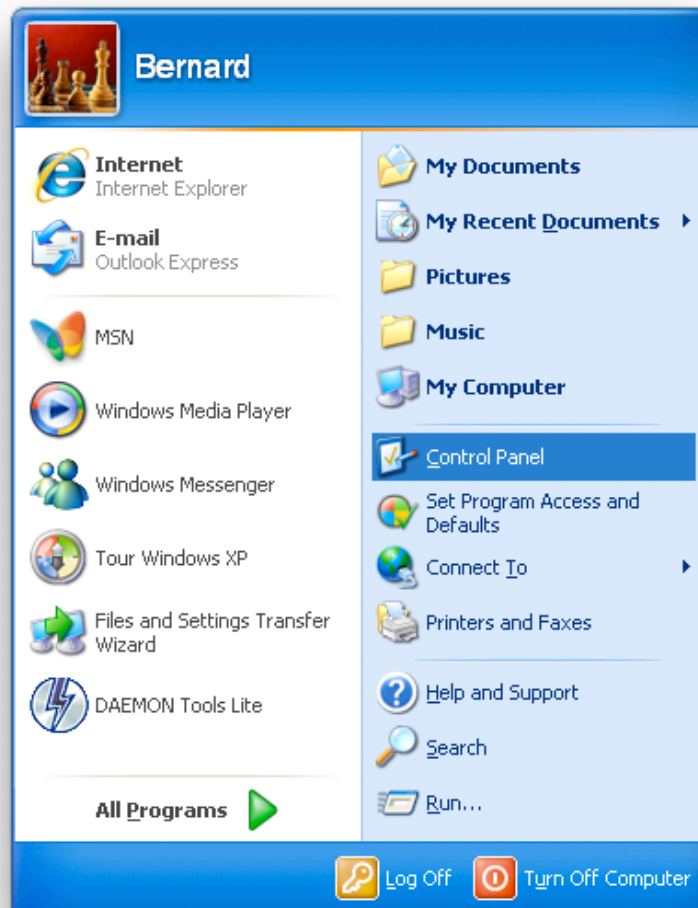 Bernard
Internet
Internet Explorer
E-mail
Outlook Express
MSN
Windows Media Player
Windows Messenger
Tour Windows XP
Files and Settings Transfer
Wizard
DAEMON Tools Lite
All Programs
My Documents
My Recent Documents
Pictures
Music
My Computer
Control Panel
Set Program Access and
Defaults
Connect To
Printers and Faxes
Help and Support
Search
Run...
Log Off
Turn Off Computer